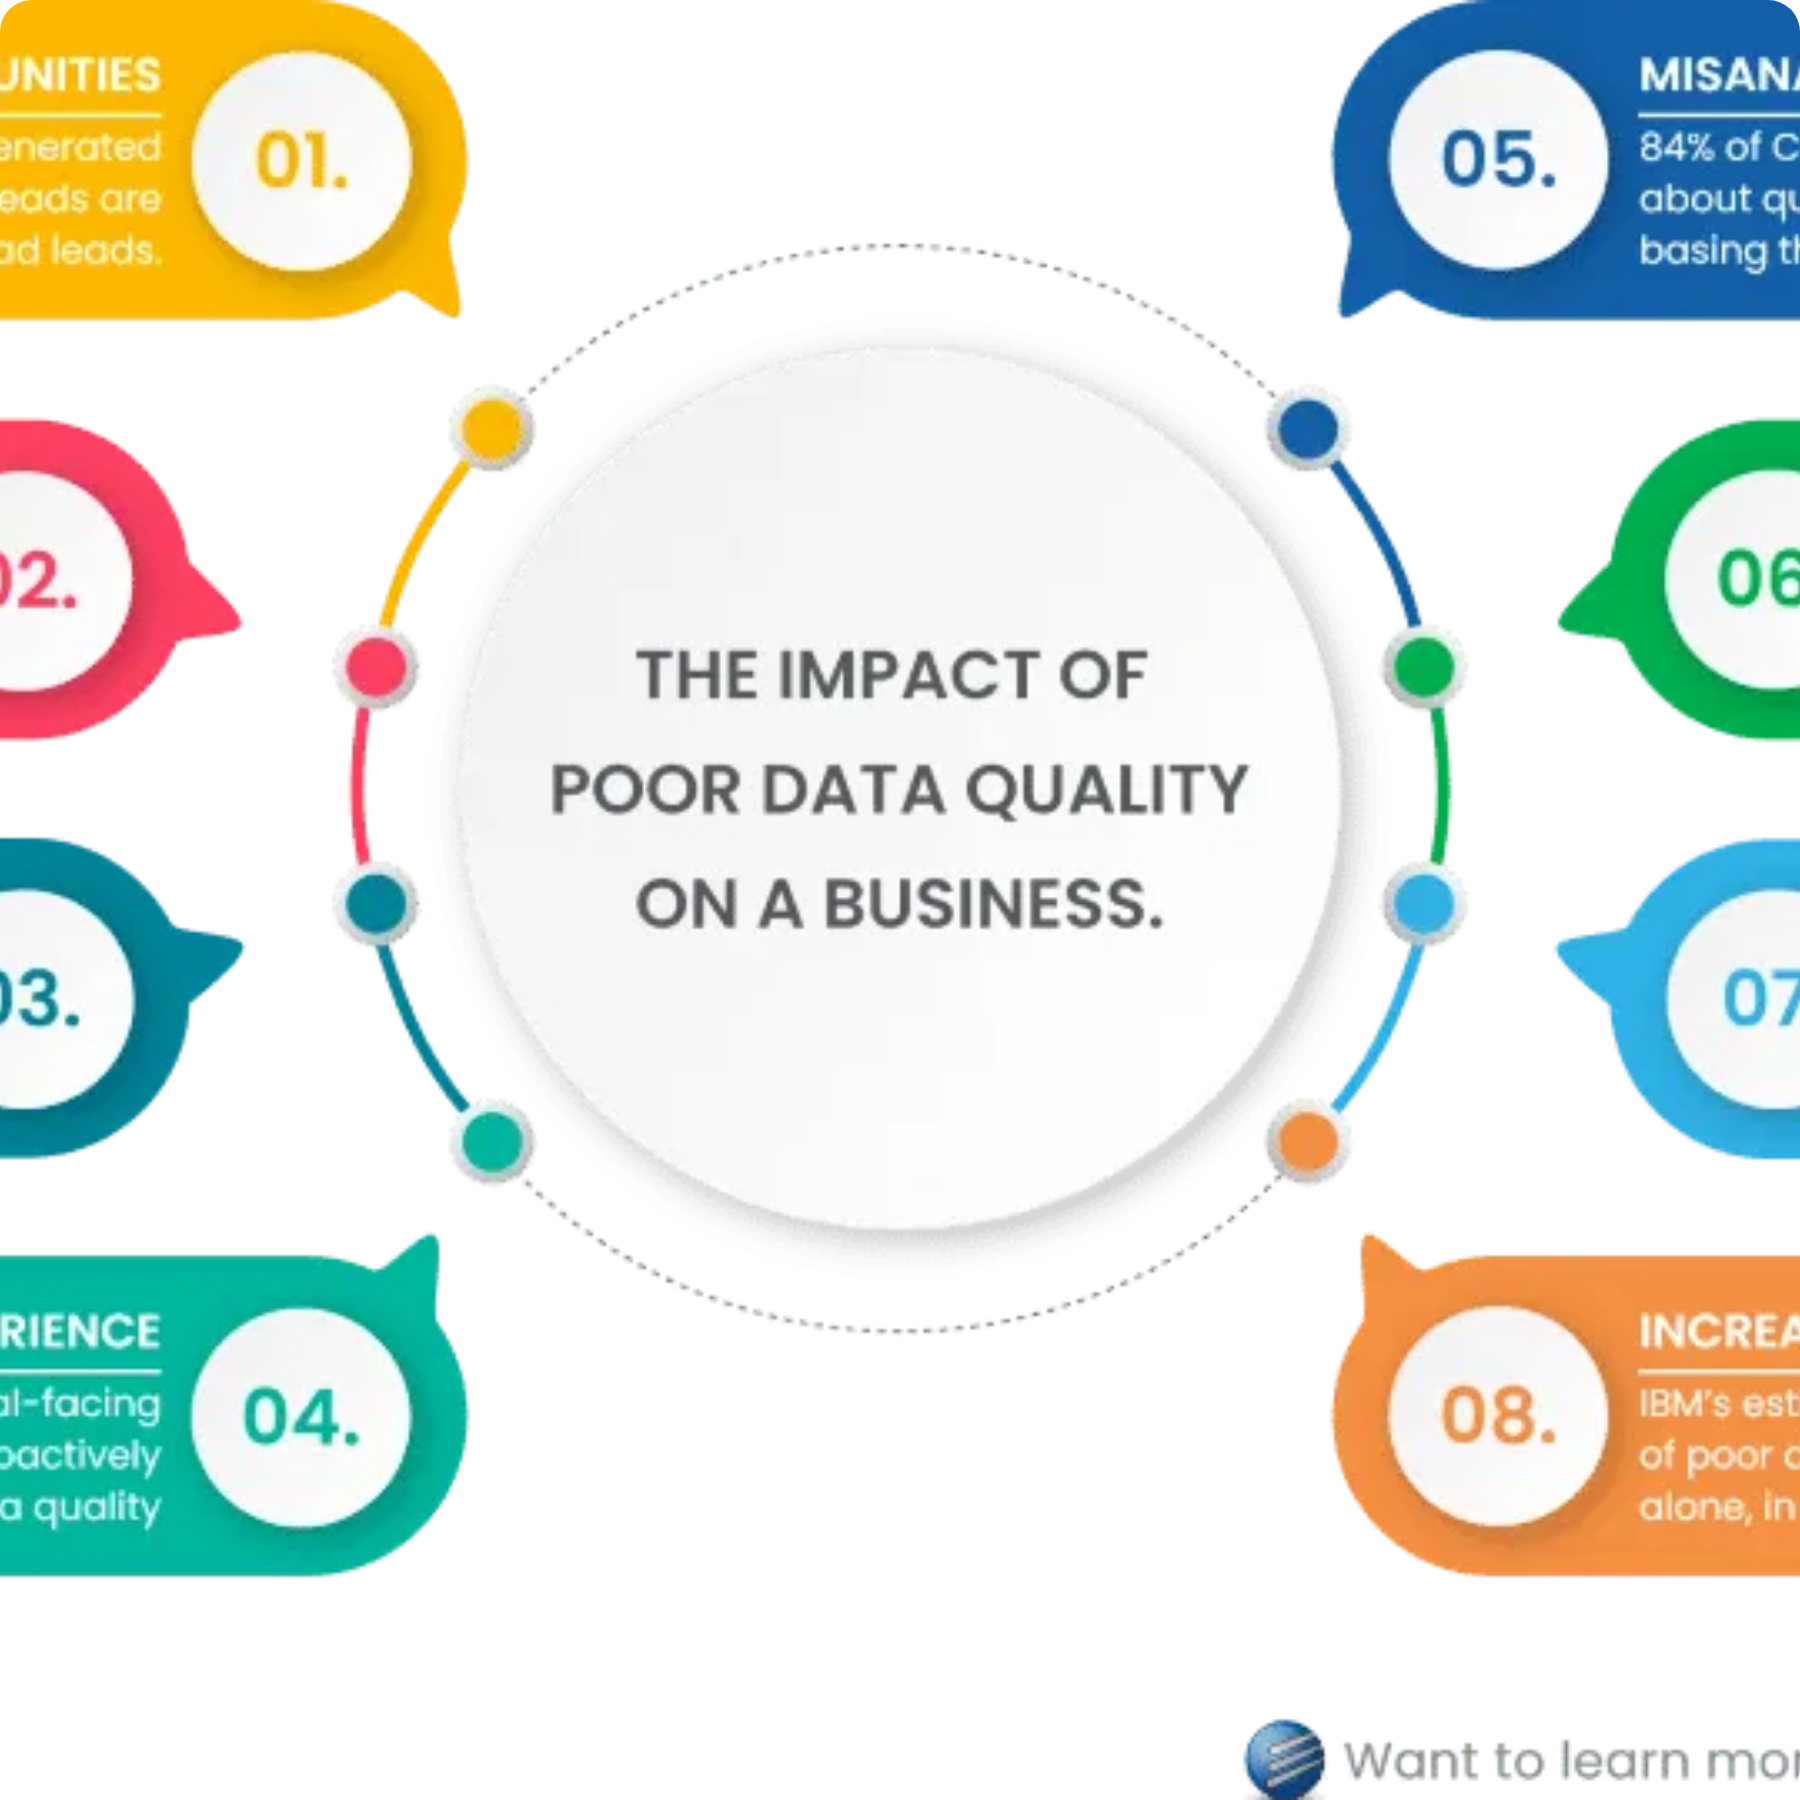 UNITIES
enerated
eads are
ad leads.
01.
02.
03.
RIENCE
al-facing
oactively
a quality
04.
THE IMPACT OF
POOR DATA QUALITY
ON A BUSINESS.
05.
MISANA
84% of C
about qu
basing th
06
07
08.
INCREA
IBM's est
of poor d
alone, in
Want to learn mor